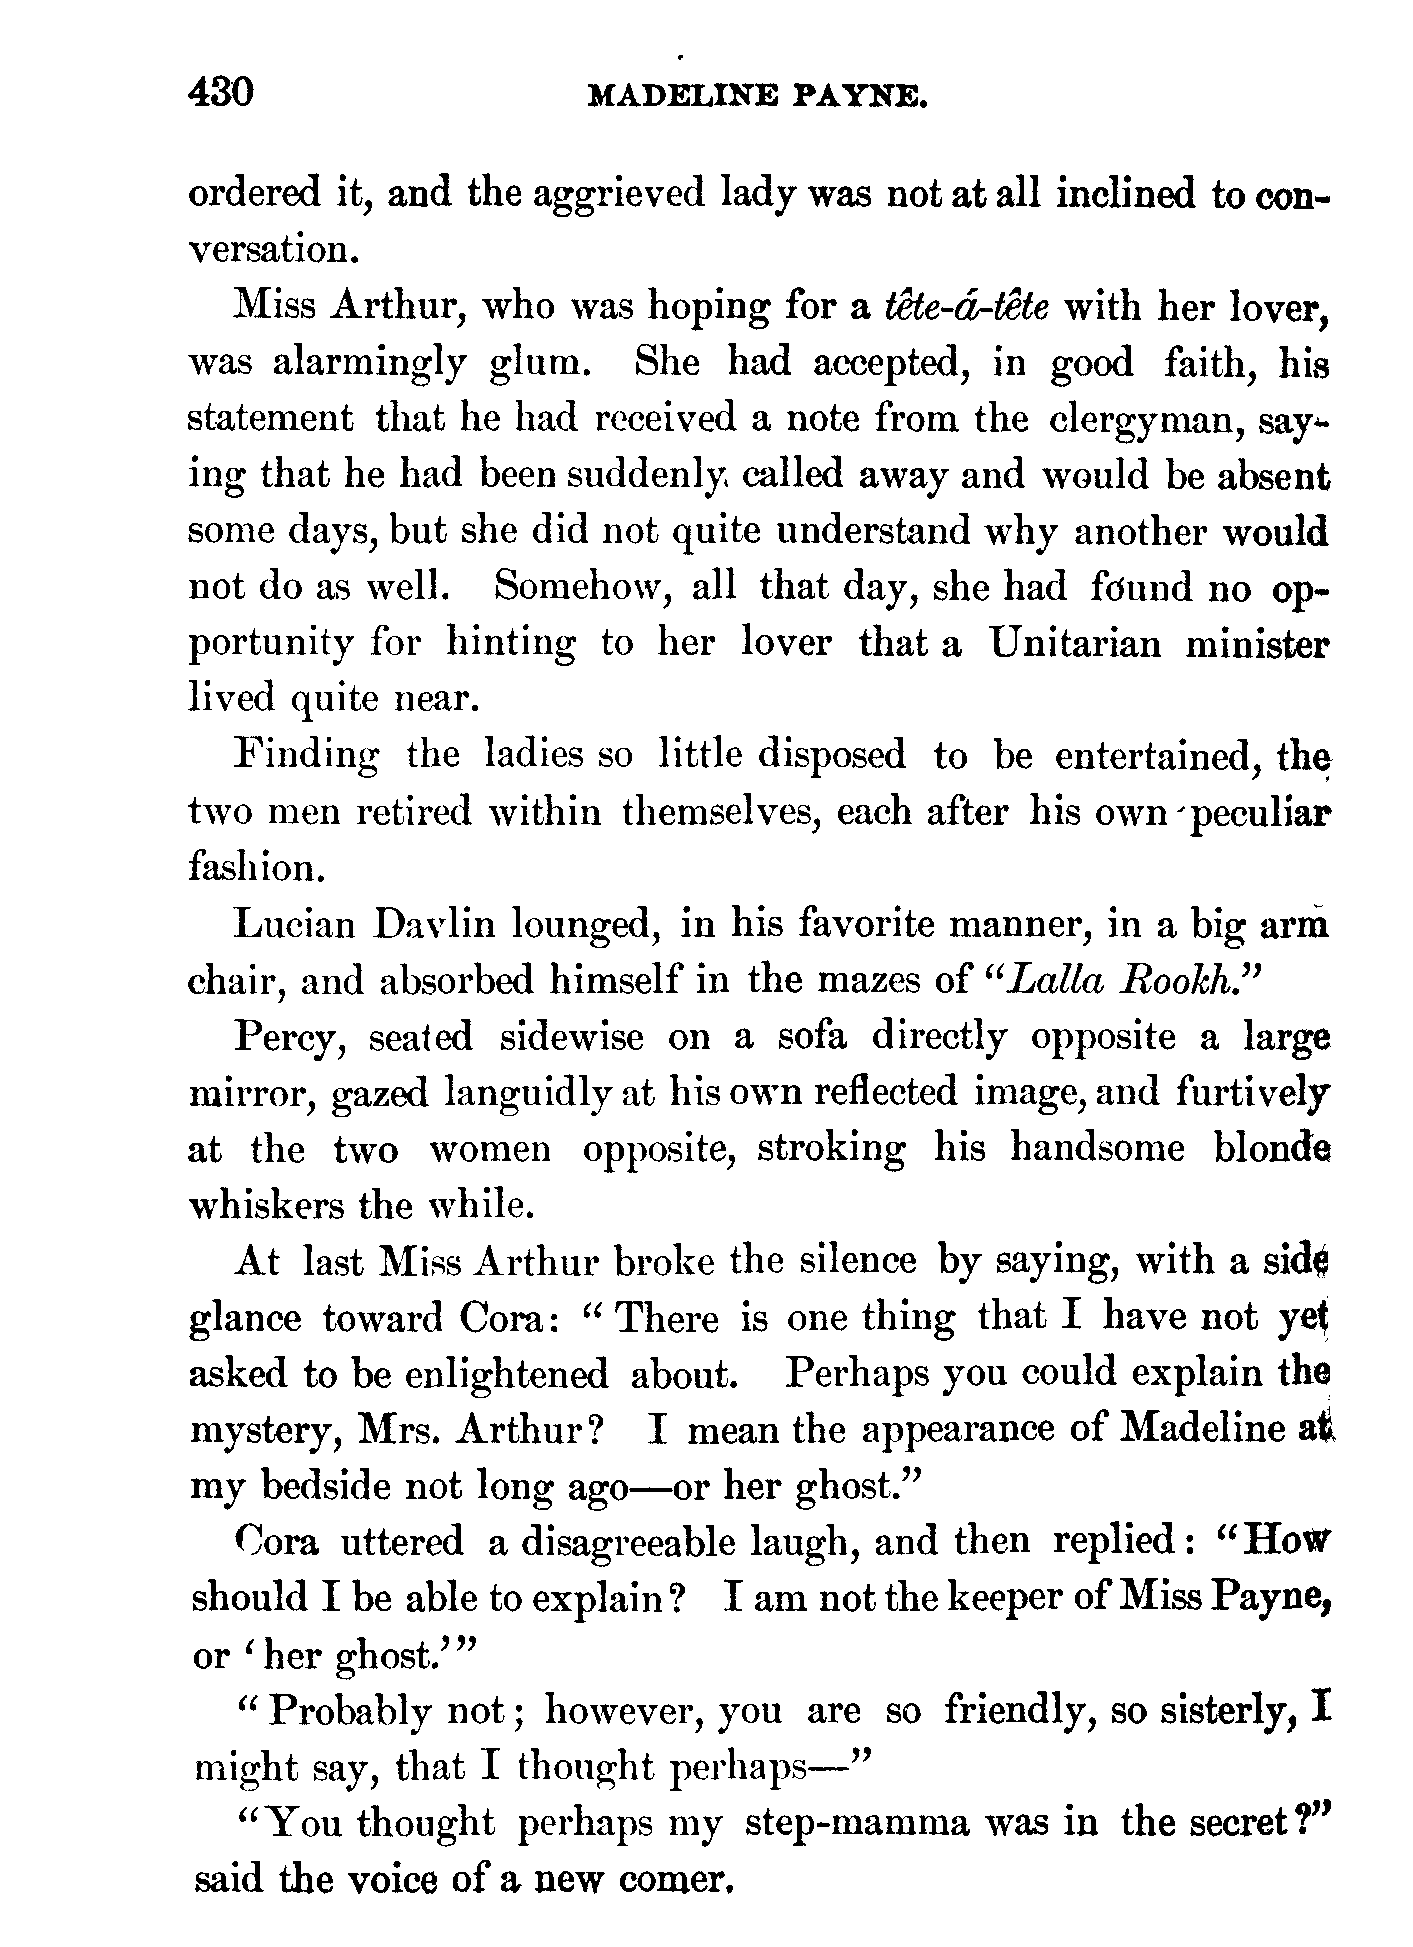 430 MADELINE PAYNE.
ordered it, and the aggrieved lady was not at all inclined to con-
versation.
Miss Arthur, who was hoping for a tête-á-tête with her lover,
was alarmingly glum. She had accepted, in good faith, his
statement that he had received a note from the clergyman, say-
ing that he had been suddenly called away and would be absent
some days, but she did not quite understand why another would
not do as well. Somehow, all that day, she had found no op-
portunity for hinting to her lover that a Unitarian minister
lived quite near.
Finding the ladies so little disposed to be entertained, the
two men retired within themselves, each after his own peculiar
fashion.
Lucian Davlin lounged, in his favorite manner, in a big arm
chair, and absorbed himself in the mazes of "Lalla Rookh."
Percy, seated sidewise on a sofa directly opposite a large
mirror, gazed languidly at his own reflected image, and furtively
at the two women opposite, stroking his handsome blonde
whiskers the while.
At last Miss Arthur broke the silence by saying, with a side
glance toward Cora: "There is one thing that I have not yet
asked to be enlightened about. Perhaps you could explain the
mystery, Mrs. Arthur? I mean the appearance of Madeline at
my bedside not long ago—or her ghost."
Cora uttered a disagreeable laugh, and then replied: "How
should I be able to explain? I am not the keeper of Miss Payne,
or 'her ghost.'"
"Probably not; however, you are so friendly, so sisterly, I
might say, that I thought perhaps—"
"You thought perhaps my step-mamma was in the secret?"
said the voice of a new comer.